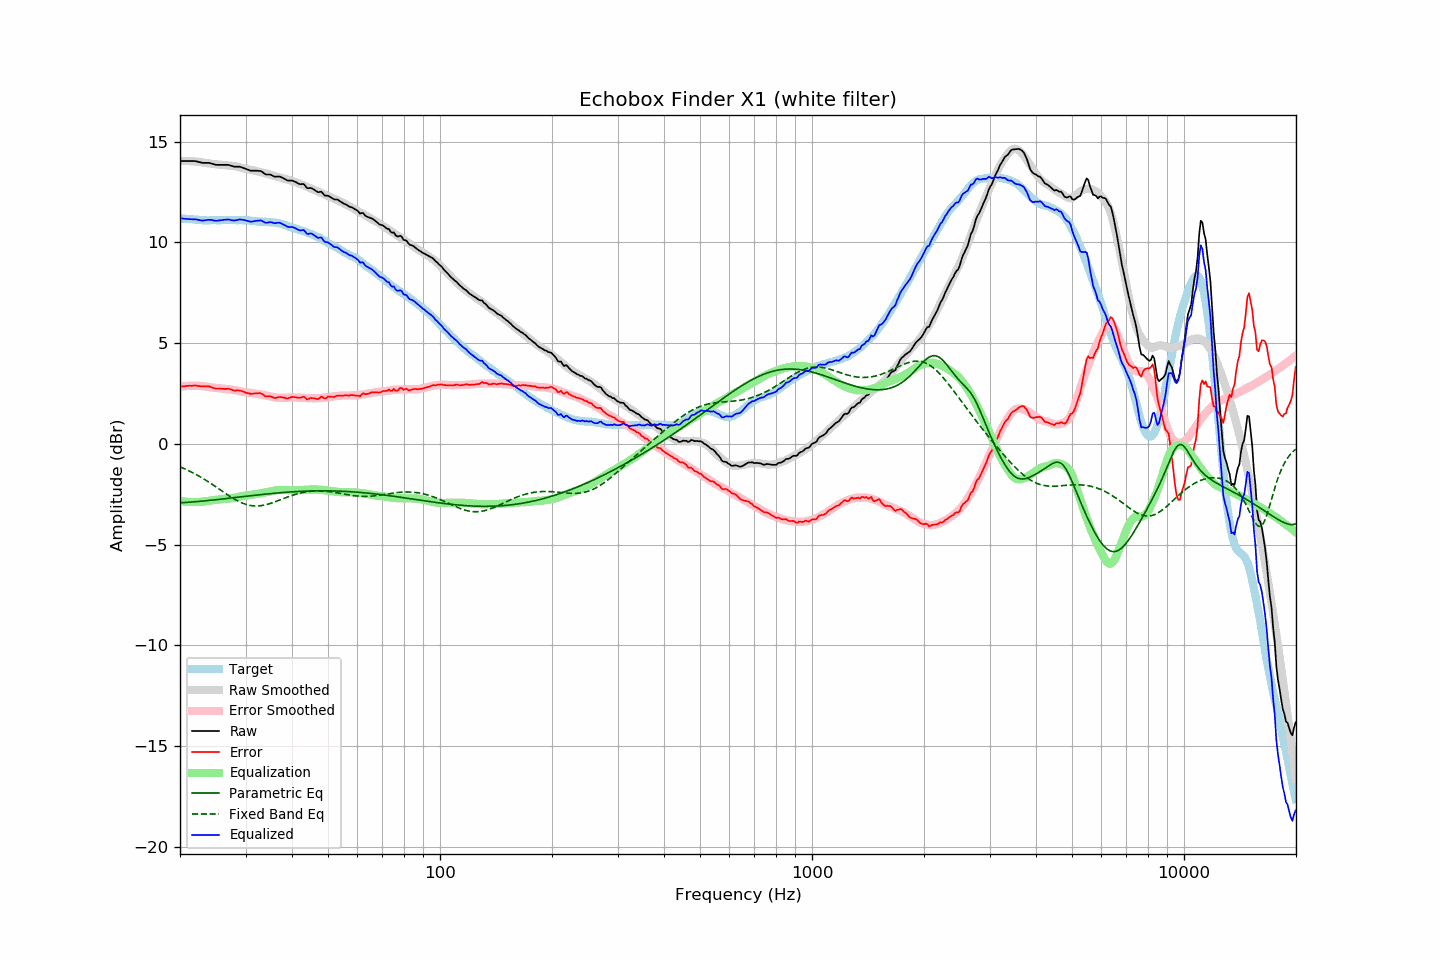 Echobox Finder X1 (white filter)
Amplitude (dBr)
15
10
5
0
−5
−10
−15
−20
Target
Raw Smoothed
Error Smoothed
Raw
Error
Equalization
Parametric Eq
Fixed Band Eq
Equalized
100
1000
10000
Frequency (Hz)